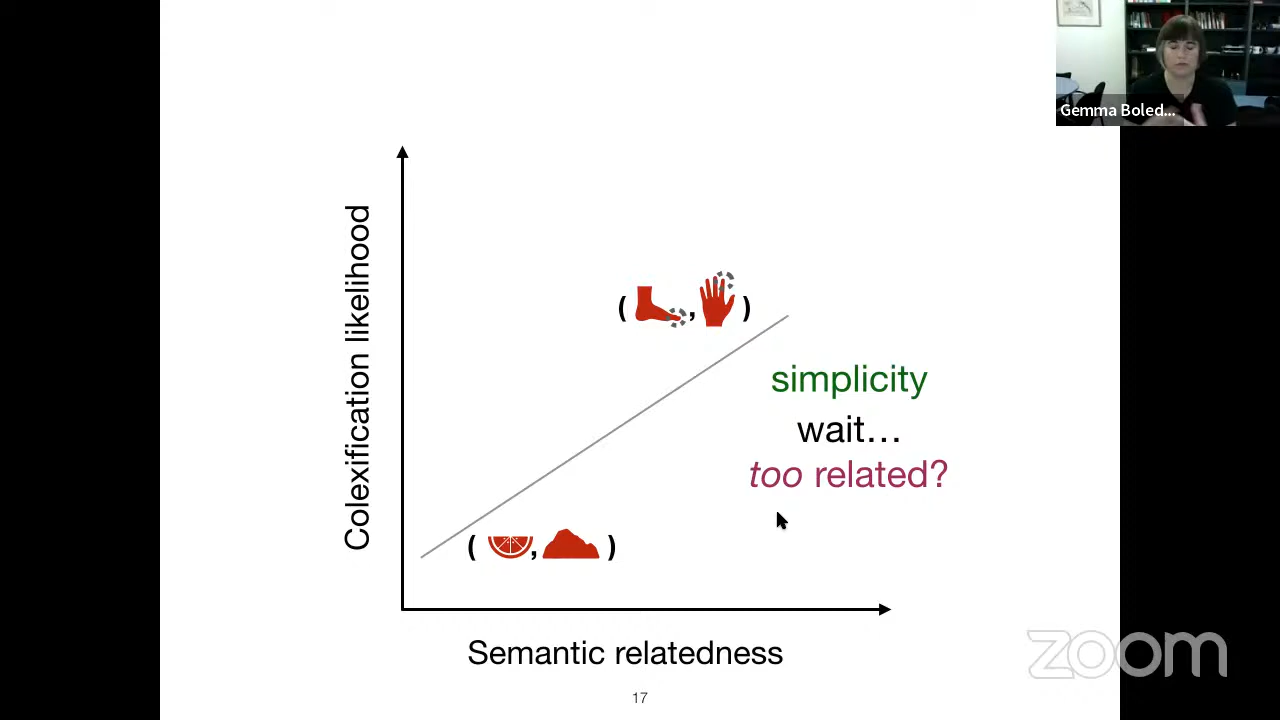 Gemma Boled...
Colexification likelihood
( , )
simplicity
wait…
too related?
( , )
Semantic relatedness
17
zoom